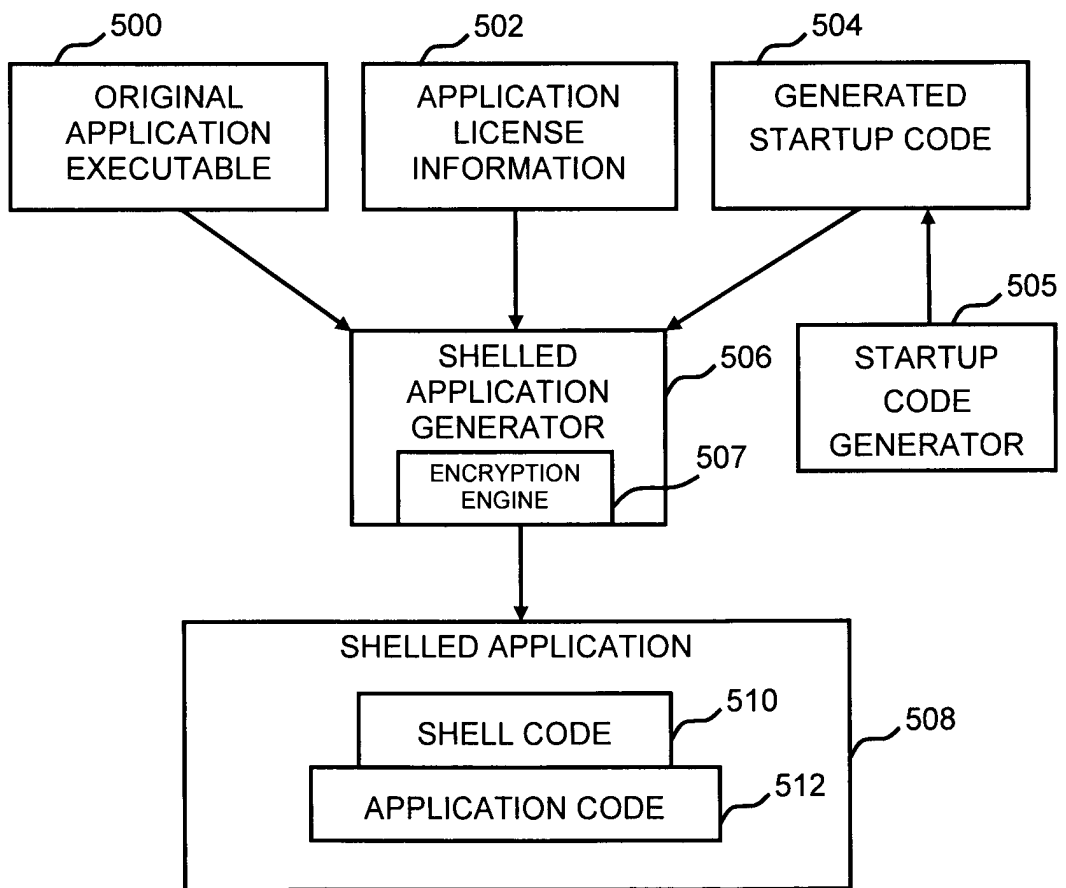 500
ORIGINAL
APPLICATION
EXECUTABLE
502
APPLICATION
LICENSE
INFORMATION
504
GENERATED
STARTUP CODE
505
STARTUP
CODE
GENERATOR
SHELLED
APPLICATION
GENERATOR
506
ENCRYPTION
ENGINE
507
SHELLED APPLICATION
508
SHELL CODE
510
APPLICATION CODE
512